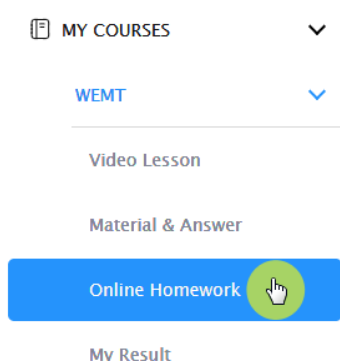 MY COURSES
WEMT
Video Lesson
Material & Answer
Online Homework
My Result